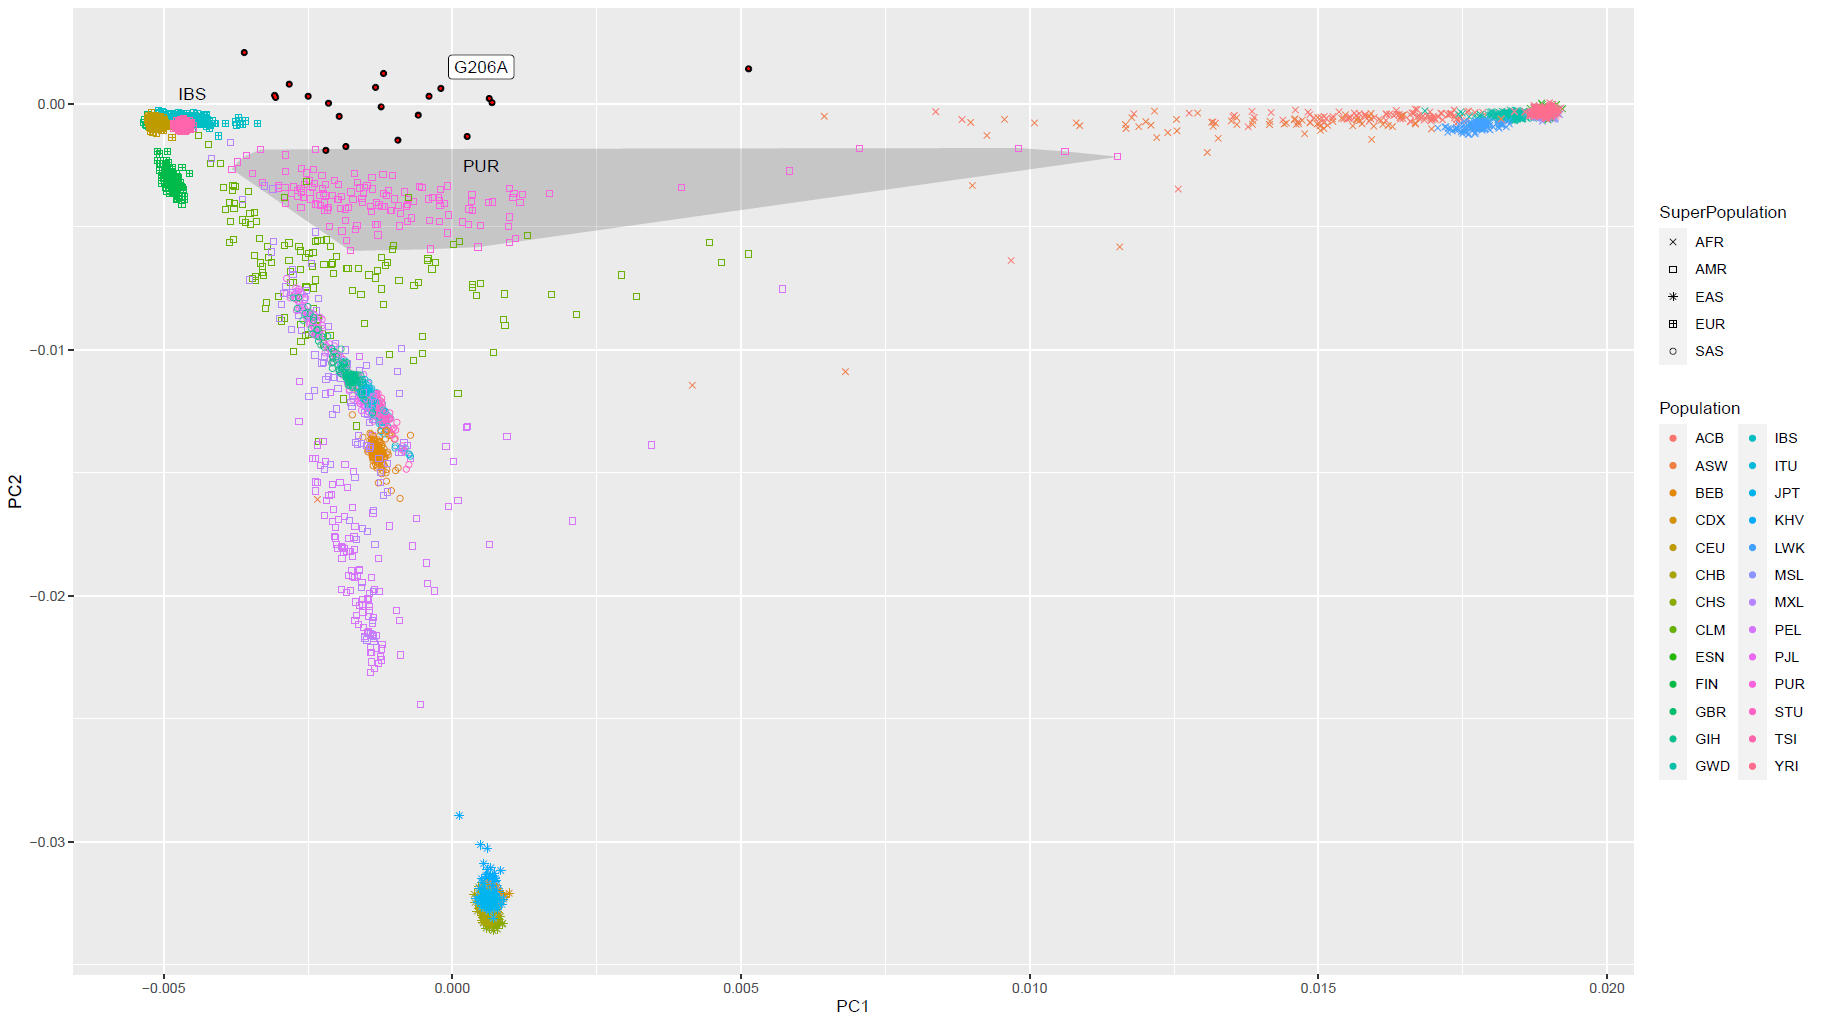 G206A
IBS
PUR
0.00
−0.01
−0.02
−0.03
PC2
−0.005
0.000
0.005
0.010
0.015
0.020
PC1
SuperPopulation
AFR
AMR
EAS
EUR
SAS
Population
ACB
ASW
BEB
CDX
CEU
CHB
CHS
CLM
ESN
FIN
GBR
GIH
GWD
IBS
ITU
JPT
KHV
LWK
MSL
MXL
PEL
PJL
PUR
STU
TSI
YRI